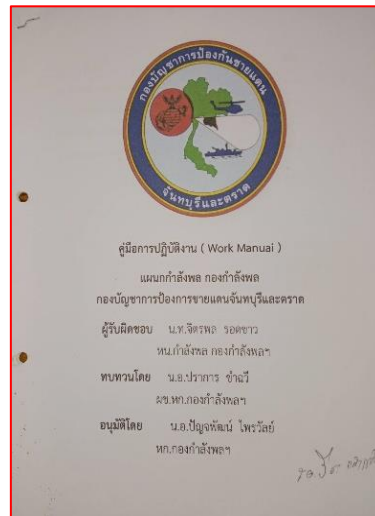 กองบัญชาการป้องกันชายแดน
จันทบุรีและตราด
คู่มือการปฏิบัติงาน ( Work Manuai )
แผนกกำลังพล กองกำลังพล
กองบัญชาการป้องการชายแดนจันทบุรีและตราด
ผู้รับผิดชอบ น.ท.จิตรพล รอดขาว
หน.กำลังพล กองกำลังพลฯ
ทบทวนโดย น.อ.ปราการ ขำฉวี
ผช.หก.กองกำลังพลฯ
อนุมัติโดย น.อ.ปัญจพัฒน์ ไพรวัลย์
หก.กองกำลังพลฯ